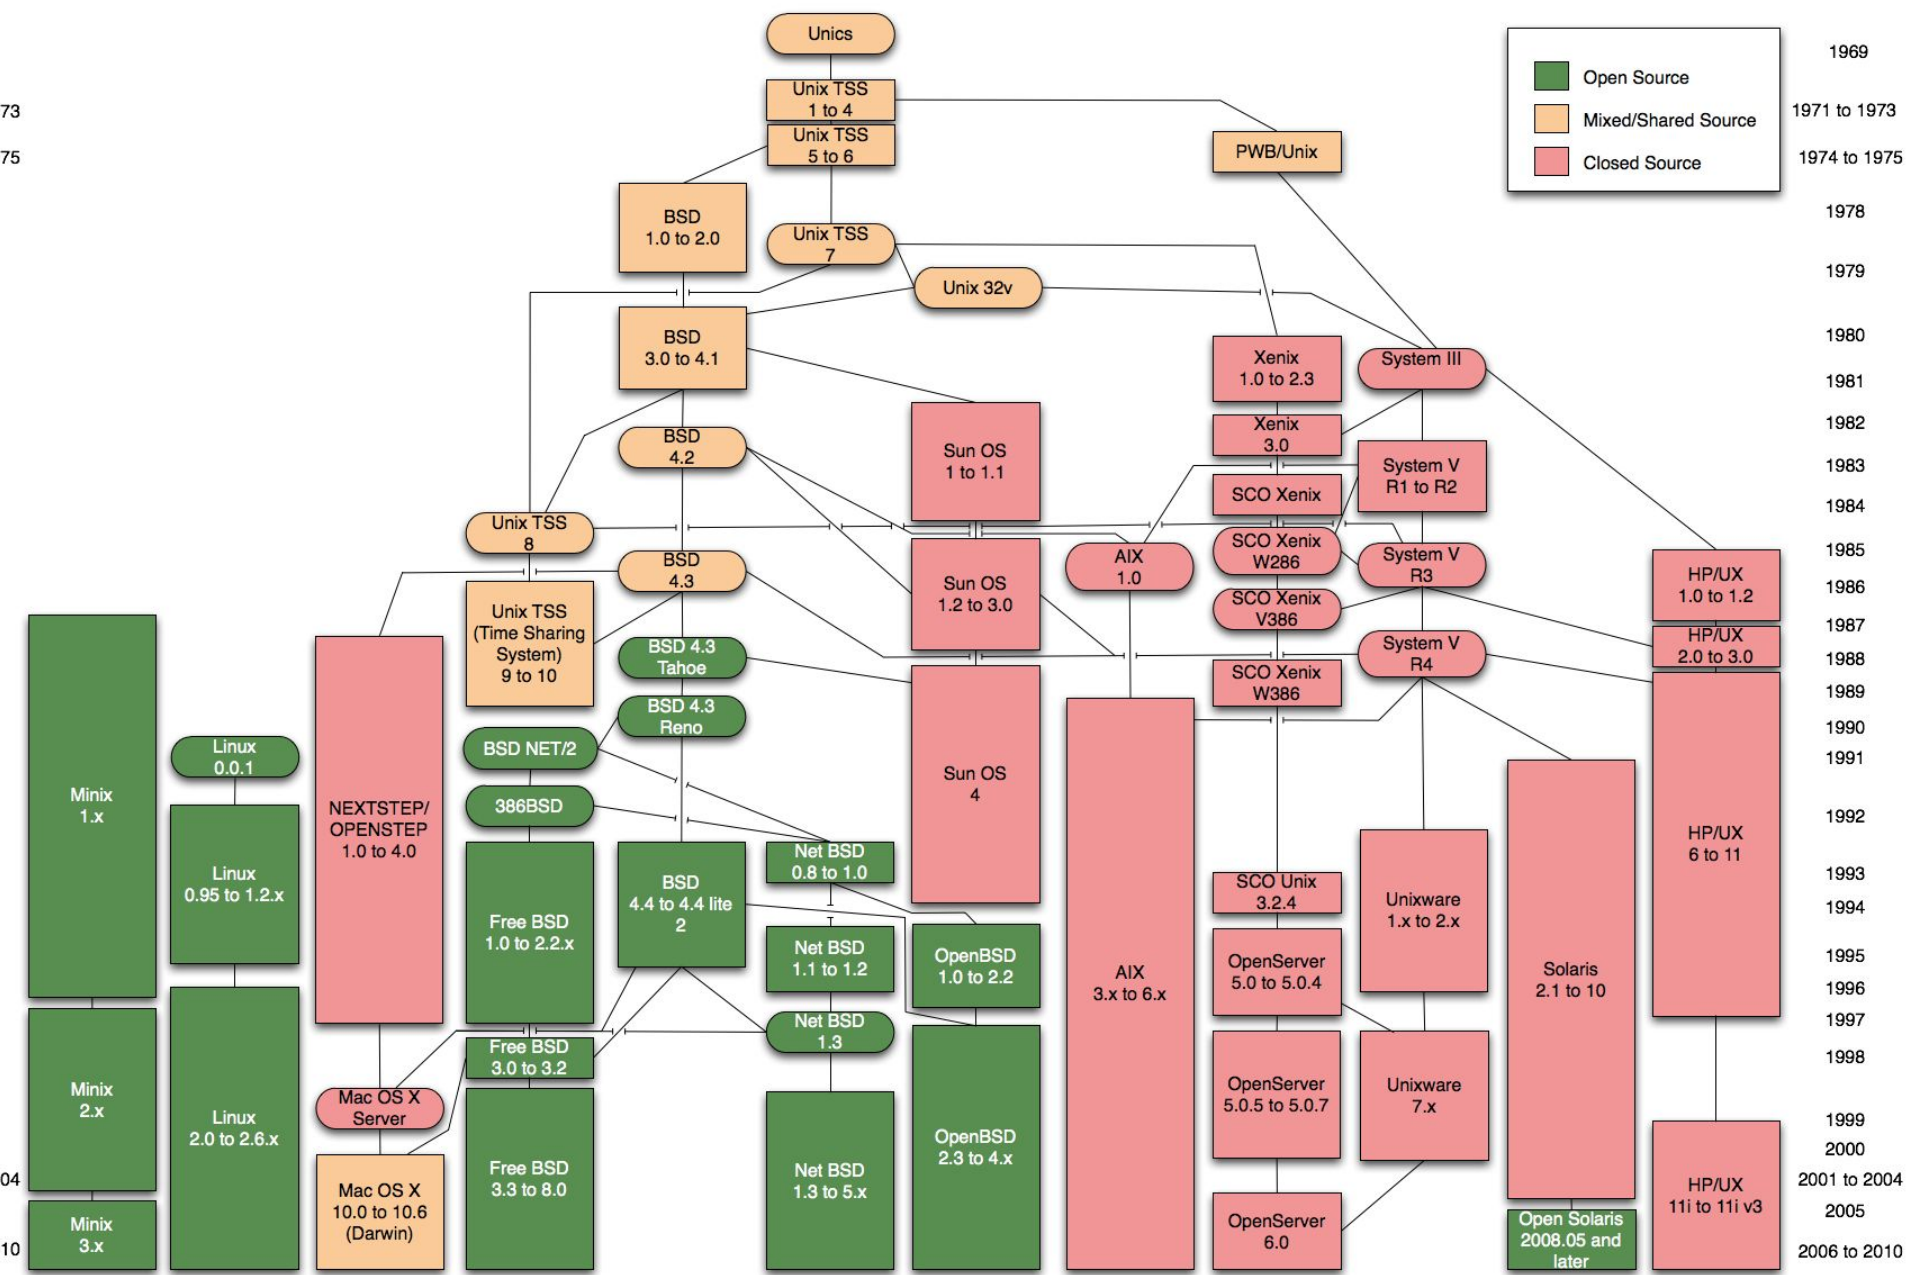 Unics
1969
Open Source
Mixed/Shared Source
Closed Source
Unix TSS
1 to 4
73
1971 to 1973
Unix TSS
5 to 6
PWB/Unix
75
1974 to 1975
BSD
1.0 to 2.0
1978
Unix TSS
7
1979
Unix 32v
BSD
3.0 to 4.1
1980
Xenix
1.0 to 2.3
System III
1981
Xenix
3.0
1982
BSD
4.2
Sun OS
1 to 1.1
System V
R1 to R2
1983
SCO Xenix
1984
Unix TSS
8
SCO Xenix
W286
System V
R3
1985
AIX
1.0
BSD
4.3
HP/UX
1.0 to 1.2
1986
Sun OS
1.2 to 3.0
SCO Xenix
V386
Unix TSS
(Time Sharing
System)
9 to 10
1987
HP/UX
2.0 to 3.0
BSD 4.3
Tahoe
System V
R4
1988
SCO Xenix
W386
1989
BSD 4.3
Reno
1990
BSD NET/2
Linux
0.0.1
1991
Sun OS
4
Minix
1.x
386BSD
NEXTSTEP/
OPENSTEP
1.0 to 4.0
1992
HP/UX
6 to 11
Net BSD
0.8 to 1.0
1993
Linux
0.95 to 1.2.x
BSD
4.4 to 4.4 lite
2
SCO Unix
3.2.4
1994
Unixware
1.x to 2.x
Free BSD
1.0 to 2.2.x
Net BSD
1.1 to 1.2
OpenBSD
1.0 to 2.2
1995
OpenServer
5.0 to 5.0.4
AIX
3.x to 6.x
Solaris
2.1 to 10
1996
1997
Net BSD
1.3
Free BSD
3.0 to 3.2
1998
Minix
2.x
Mac OS X
Server
OpenServer
5.0.5 to 5.0.7
Unixware
7.x
Linux
2.0 to 2.6.x
1999
OpenBSD
2.3 to 4.x
2000
Free BSD
3.3 to 8.0
Net BSD
1.3 to 5.x
04
2001 to 2004
Mac OS X
10.0 to 10.6
(Darwin)
HP/UX
11i to 11i v3
2005
Minix
3.x
OpenServer
6.0
Open Solaris
2008.05 and
later
10
2006 to 2010